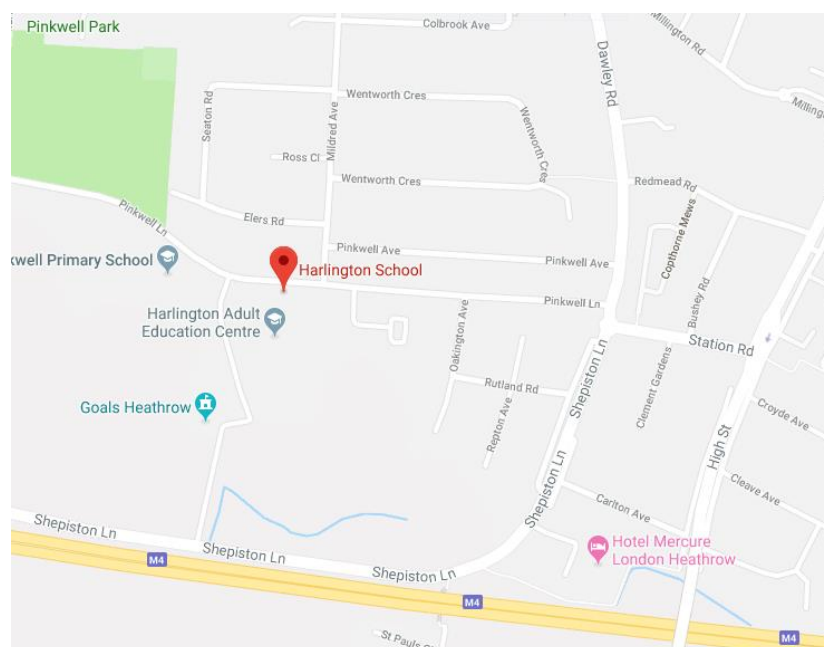 Pinkwell Park
Colbrook Ave
Dawley Rd
Millington Rd
Wentworth Cres
Seaton Rd
Mildred Ave
Wentworth Cres
Ross Cl
Wentworth Cres
Redmead Rd
Copthorne Mews
Pinkwell Ln
Elers Rd
Pinkwell Ave
Pinkwell Ave
kwell Primary School
Harlington School
Bushey Rd
Pinkwell Ln
Harlington Adult
Education Centre
Oakington Ave
Station Rd
Shepiston Ln
Clement Gardens
Rutland Rd
Goals Heathrow
Repton Ave
Croyde Ave
High St
Shepiston Ln
Cleave Ave
Carlton Ave
Shepiston Ln
Shepiston Ln
Hotel Mercure
London Heathrow
M4
Shepiston Ln
M4
M4
St Pauls